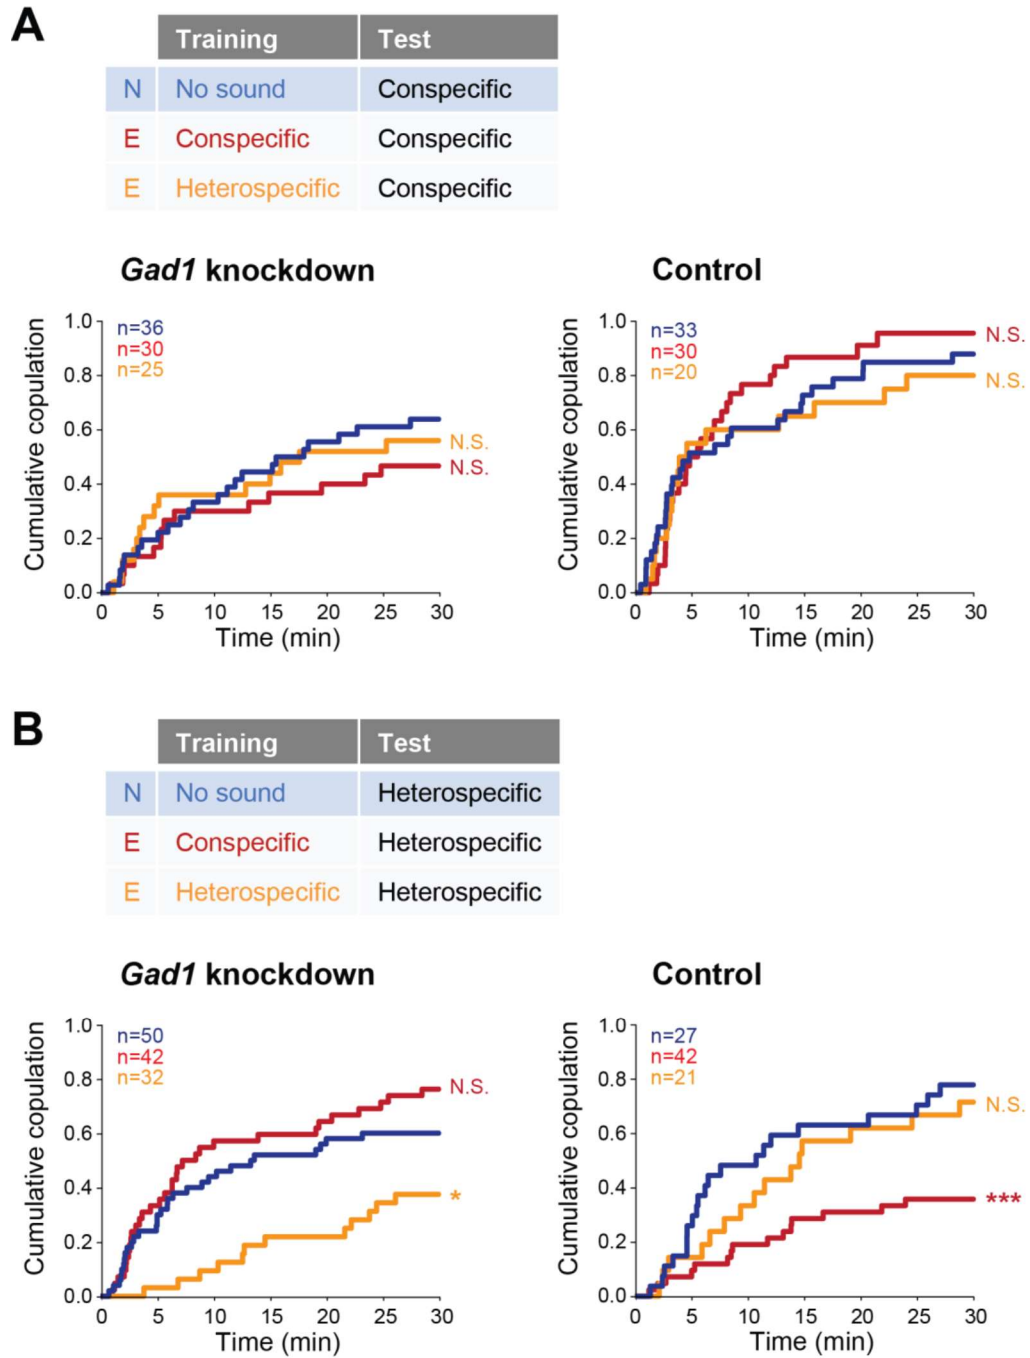 A
Training Test
N No sound Conspecific
E Conspecific Conspecific
E Heterospecific Conspecific
Gad1 knockdown
Control
Cumulative copulation
1.0
0.8
0.6
0.4
0.2
0.0
n=36
n=30
n=25
N.S.
N.S.
0 5 10 15 20 25 30
Time (min)
Cumulative copulation
1.0
0.8
0.6
0.4
0.2
0.0
n=33
n=30
n=20
N.S.
N.S.
0 5 10 15 20 25 30
Time (min)
B
Training Test
N No sound Heterospecific
E Conspecific Heterospecific
E Heterospecific Heterospecific
Gad1 knockdown
Control
Cumulative copulation
1.0
0.8
0.6
0.4
0.2
0.0
n=50
n=42
n=32
N.S.
*
0 5 10 15 20 25 30
Time (min)
Cumulative copulation
1.0
0.8
0.6
0.4
0.2
0.0
n=27
n=42
n=21
N.S.
***
0 5 10 15 20 25 30
Time (min)